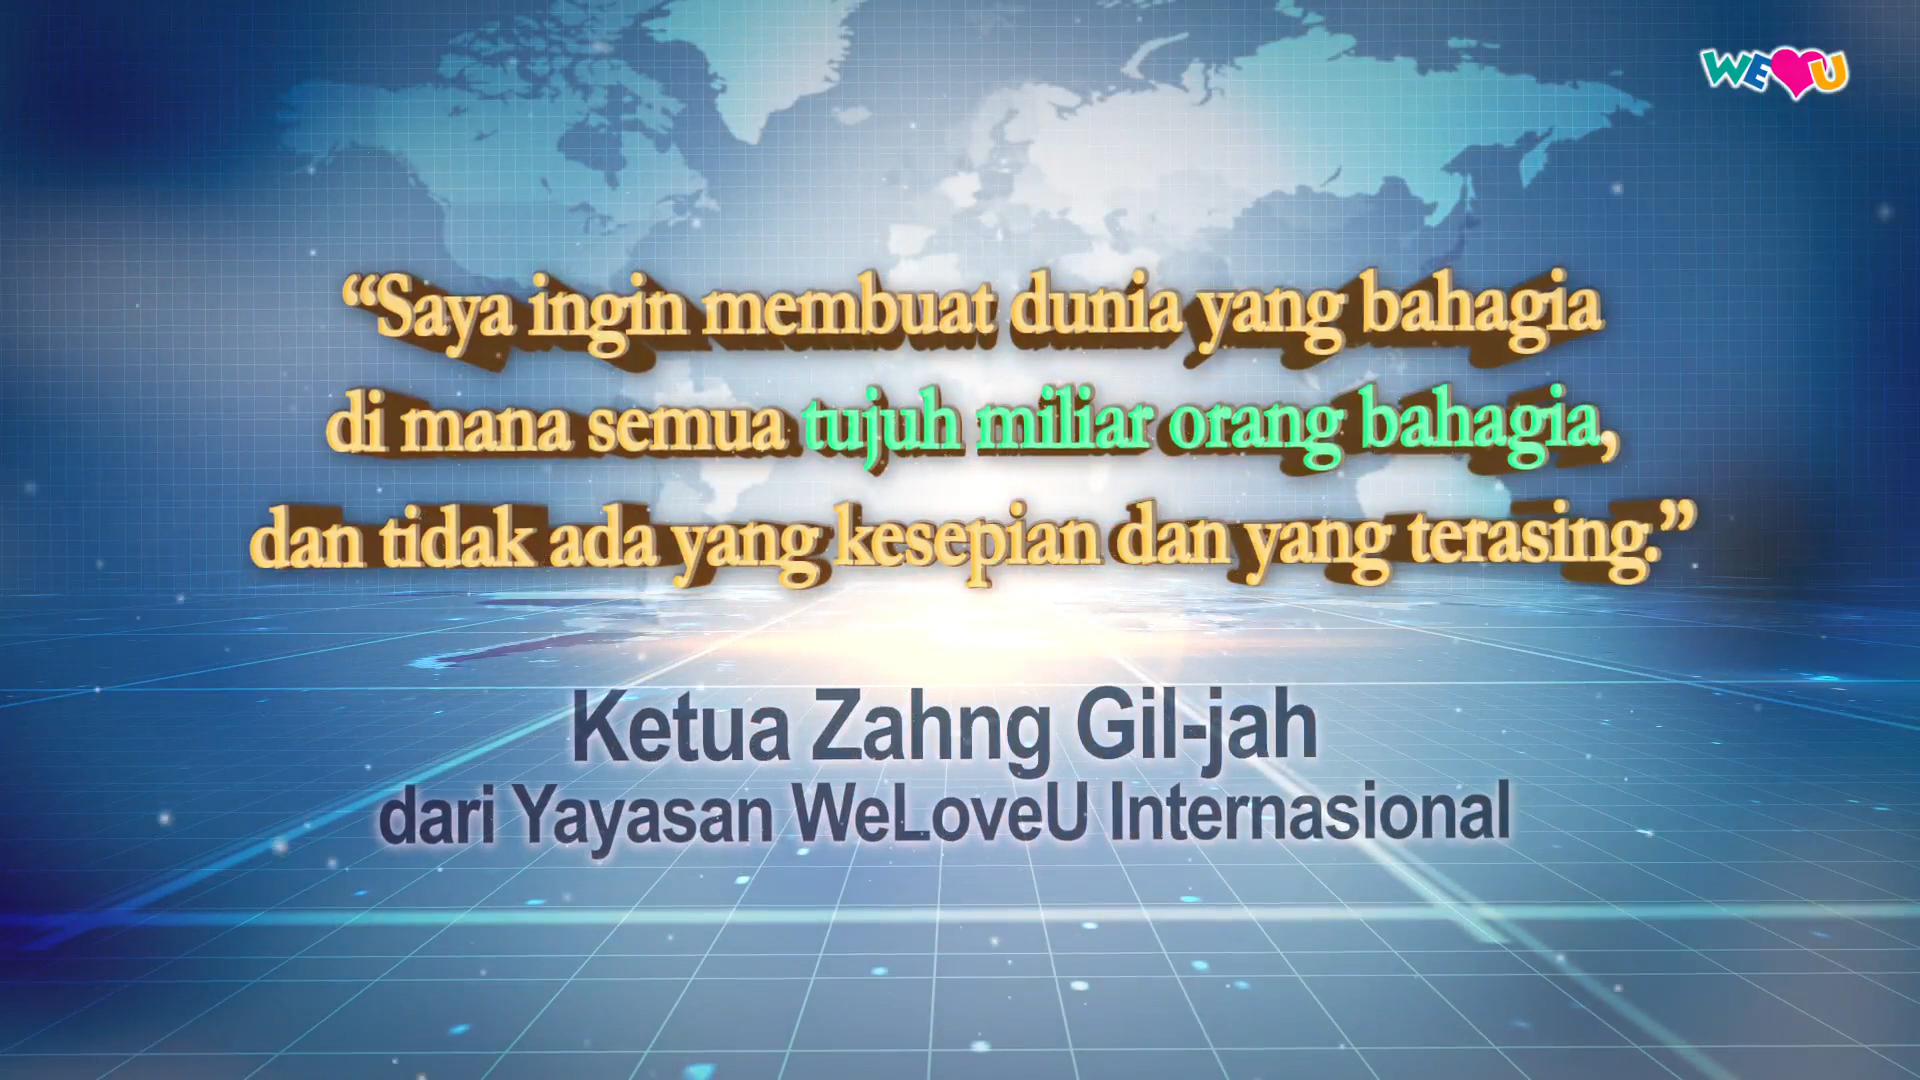 WE♥U
“Saya ingin membuat dunia yang bahagia
di mana semua tujuh miliar orang bahagia,
dan tidak ada yang kesepian dan yang terasing.”
Ketua Zahng Gil-jah
dari Yayasan WeLoveU Internasional